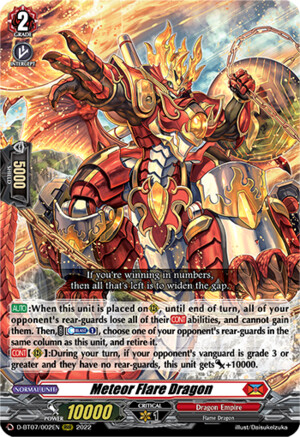 2
GRADE
INTERCEPT
5000
SHIELD
If you're winning in numbers,
then all that's left is to widen the gap.
AUTO:When this unit is placed on (R), until end of turn, all of your
opponent's rear-guards lose all of their CONT abilities, and cannot gain
them. Then, [COST][Counter-Blast 1], choose one of your opponent's rear-guards in the
same column as this unit, and retire it.
CONT (R):During your turn, if your opponent's vanguard is grade 3 or
greater and they have no rear-guards, this unit gets +10000.
NORMAL UNIT
Meteor Flare Dragon
POWER
10000
CRITICAL
1
Dragon Empire
Flame Dragon
D-BT07/002EN RRR 2022
illust/DaisukeIzuka